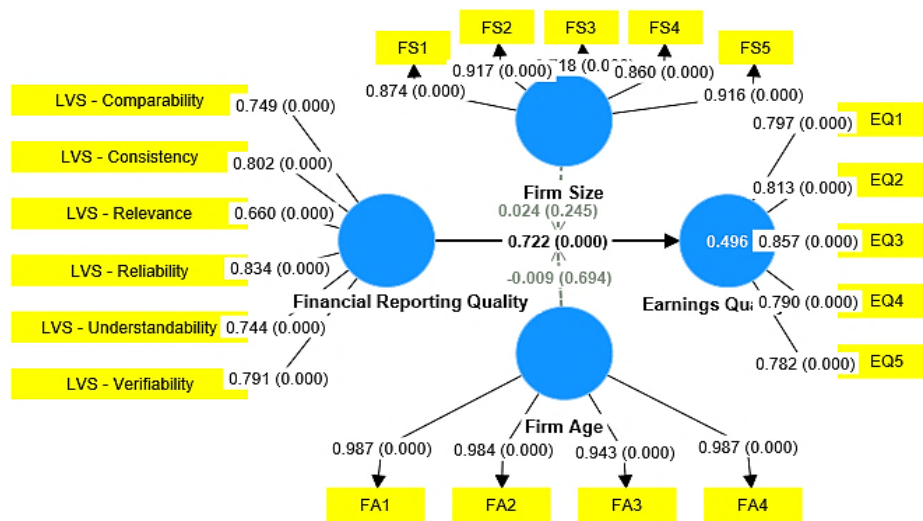 FS1
FS2
FS3
FS4
FS5
0.874 (0.000)
0.917 (0.000)
0.860 (0.000)
0.916 (0.000)
LVS - Comparability
LVS - Consistency
LVS - Relevance
LVS - Reliability
LVS - Understandability
LVS - Verifiability
0.749 (0.000)
0.802 (0.000)
0.660 (0.000)
0.834 (0.000)
0.744 (0.000)
0.791 (0.000)
Financial Reporting Quality
Firm Size
0.024 (0.245)
0.722 (0.000)
-0.009 (0.694)
Firm Age
0.496
Earnings
0.797 (0.000)
0.813 (0.000)
0.857 (0.000)
0.790 (0.000)
0.782 (0.000)
EQ1
EQ2
EQ3
EQ4
EQ5
0.987 (0.000)
0.984 (0.000)
0.943 (0.000)
0.987 (0.000)
FA1
FA2
FA3
FA4